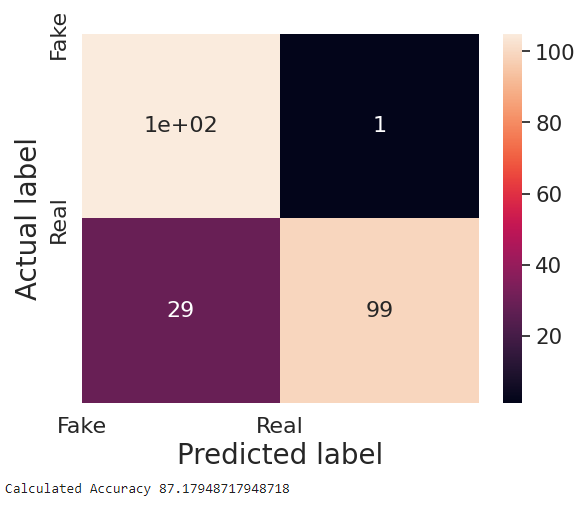 Fake
1e+02 1
Real
29 99
Actual label
Fake Real
Predicted label
100
80
60
40
20
Calculated Accuracy 87.17948717948718